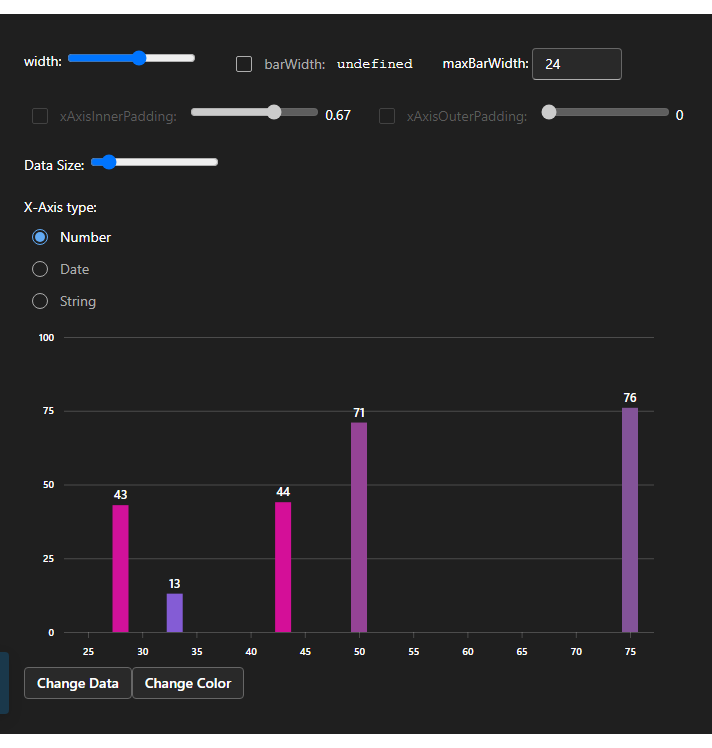 width: barWidth: undefined maxBarWidth: 24
xAxisInnerPadding: 0.67 xAxisOuterPadding: 0
Data Size:
X-Axis type:
Number
Date
String
100
76
75
71
50
44
43
25
13
0
25 30 35 40 45 50 55 60 65 70 75
Change Data Change Color